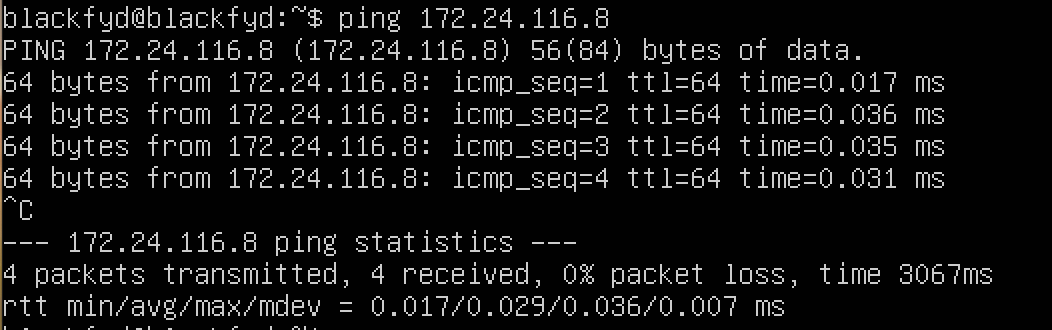 blackfyd@blackfyd:~$ ping 172.24.116.8
PING 172.24.116.8 (172.24.116.8) 56(84) bytes of data.
64 bytes from 172.24.116.8: icmp_seq=1 ttl=64 time=0.017 ms
64 bytes from 172.24.116.8: icmp_seq=2 ttl=64 time=0.036 ms
64 bytes from 172.24.116.8: icmp_seq=3 ttl=64 time=0.035 ms
64 bytes from 172.24.116.8: icmp_seq=4 ttl=64 time=0.031 ms
^C
--- 172.24.116.8 ping statistics ---
4 packets transmitted, 4 received, 0% packet loss, time 3067ms
rtt min/avg/max/mdev = 0.017/0.029/0.036/0.007 ms